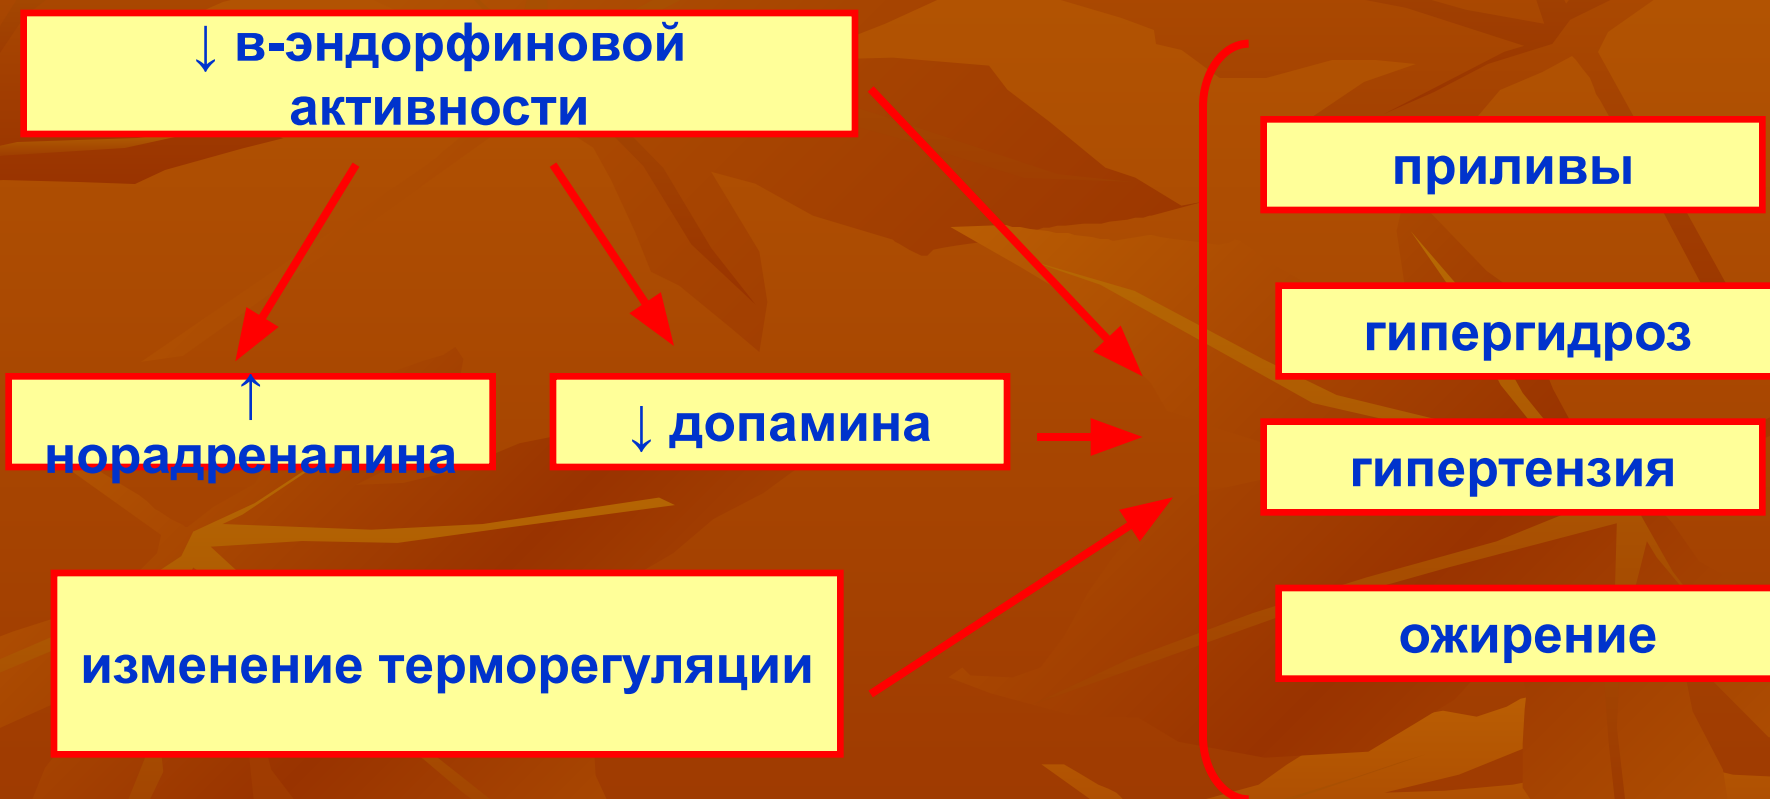 ↓ в-эндорфиновой
активности
приливы
гипергидроз
↑
норадреналина
↓ допамина
гипертензия
изменение терморегуляции
ожирение